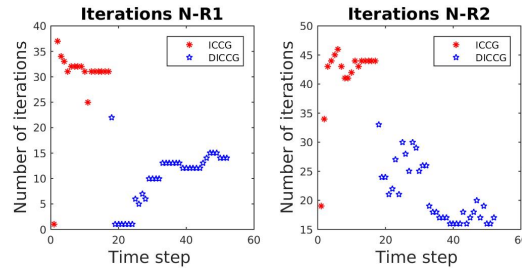 Iterations N-R1
Number of iterations
40
35
30
25
20
15
10
5
0
0 20 40 60
Time step
ICCG
DICCG
Iterations N-R2
Number of iterations
50
45
40
35
30
25
20
15
0 20 40 60
Time step
ICCG
DICCG